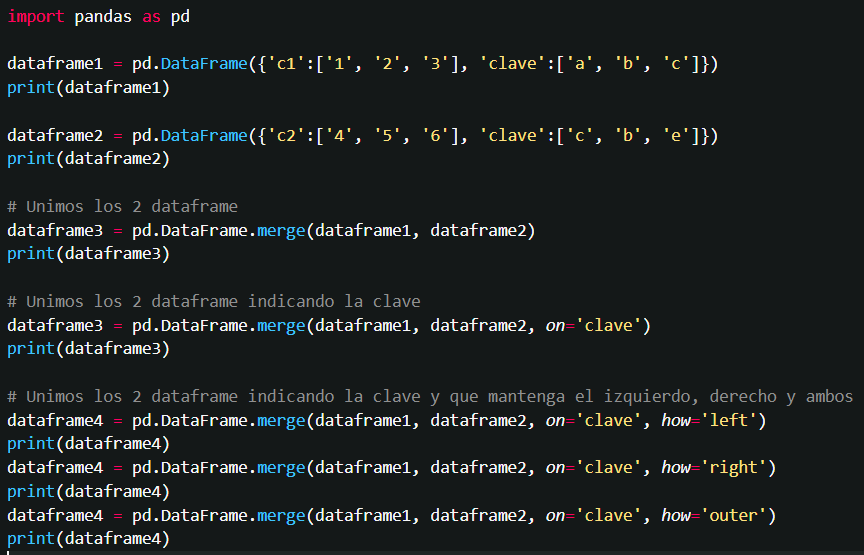 import pandas as pd
dataframe1 = pd.DataFrame({'c1':['1', '2', '3'], 'clave':['a', 'b', 'c']})
print(dataframe1)
dataframe2 = pd.DataFrame({'c2':['4', '5', '6'], 'clave':['c', 'b', 'e']})
print(dataframe2)
# Unimos los 2 dataframe
dataframe3 = pd.DataFrame.merge(dataframe1, dataframe2)
print(dataframe3)
# Unimos los 2 dataframe indicando la clave
dataframe3 = pd.DataFrame.merge(dataframe1, dataframe2, on='clave')
print(dataframe3)
# Unimos los 2 dataframe indicando la clave y que mantenga el izquierdo, derecho y ambos
dataframe4 = pd.DataFrame.merge(dataframe1, dataframe2, on='clave', how='left')
print(dataframe4)
dataframe4 = pd.DataFrame.merge(dataframe1, dataframe2, on='clave', how='right')
print(dataframe4)
dataframe4 = pd.DataFrame.merge(dataframe1, dataframe2, on='clave', how='outer')
print(dataframe4)